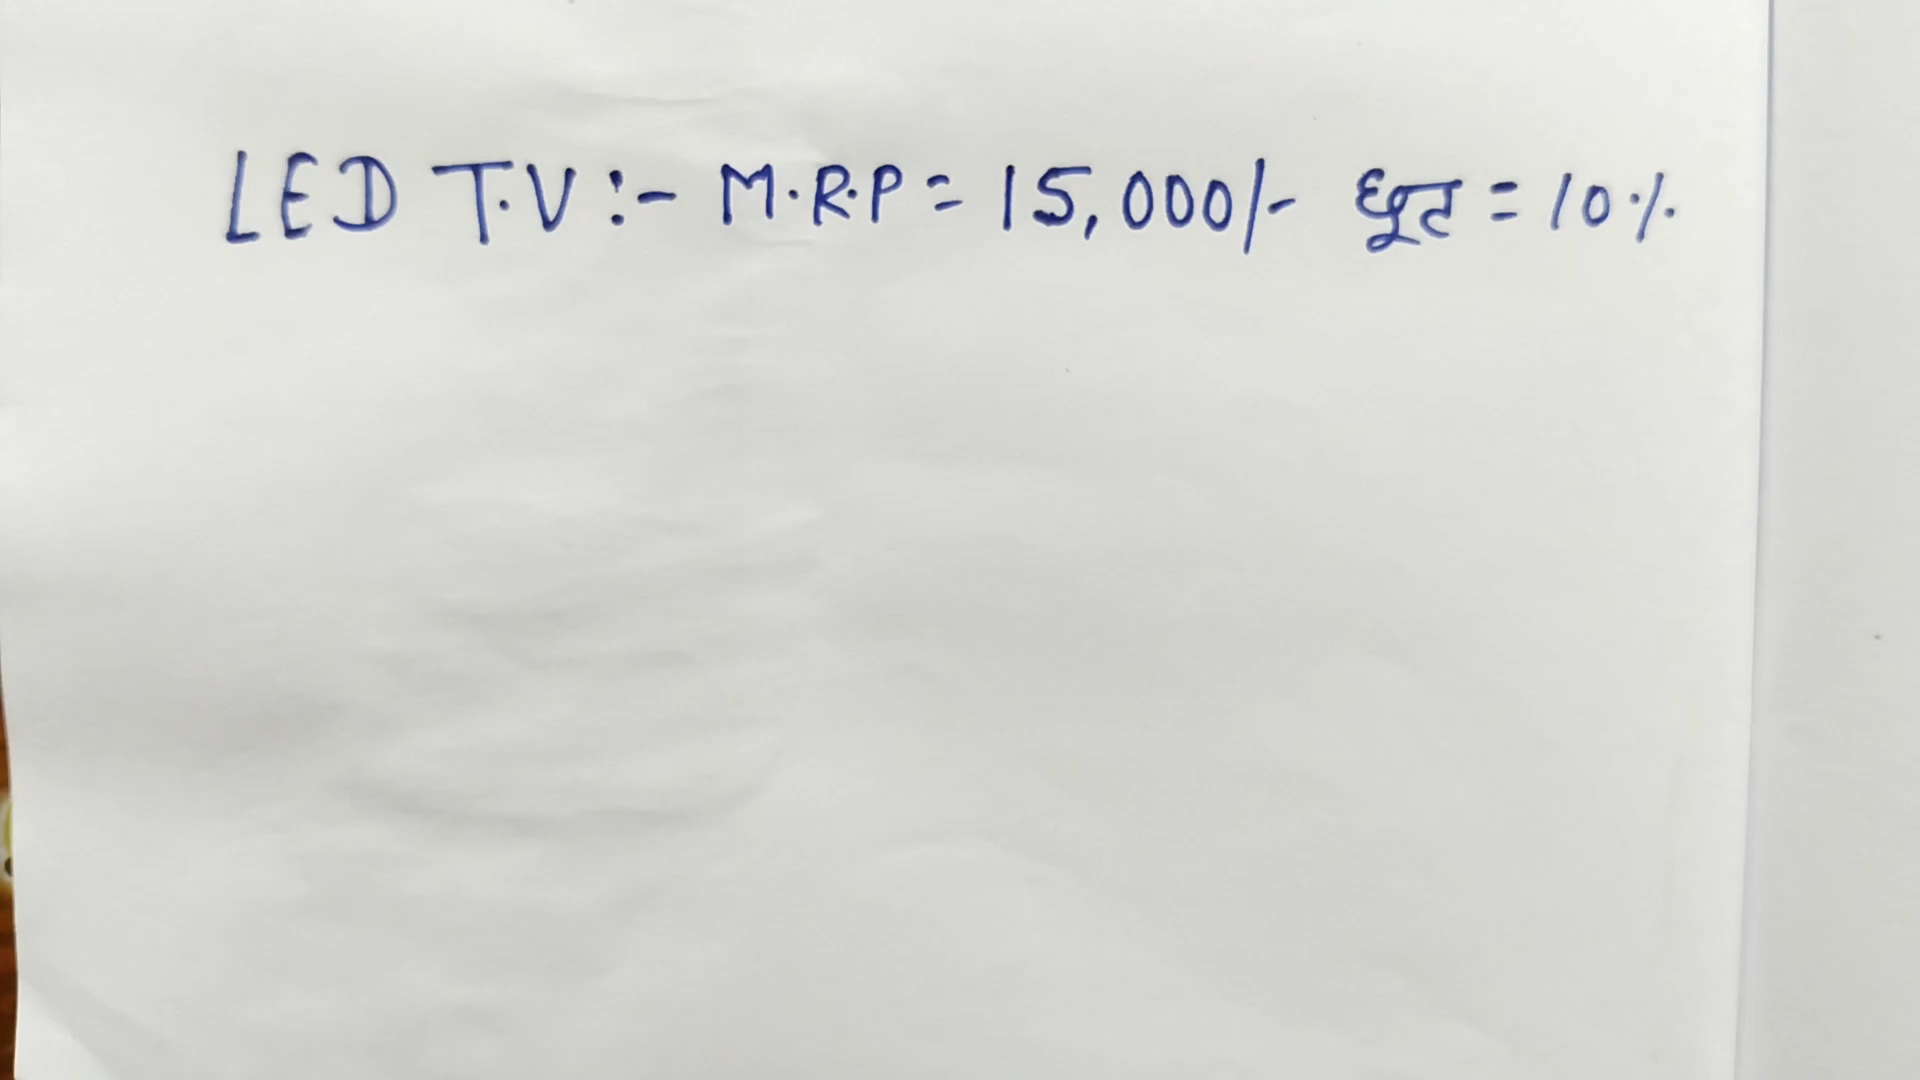 LED T.V :- M.R.P = 15,000/- छूट = 10%